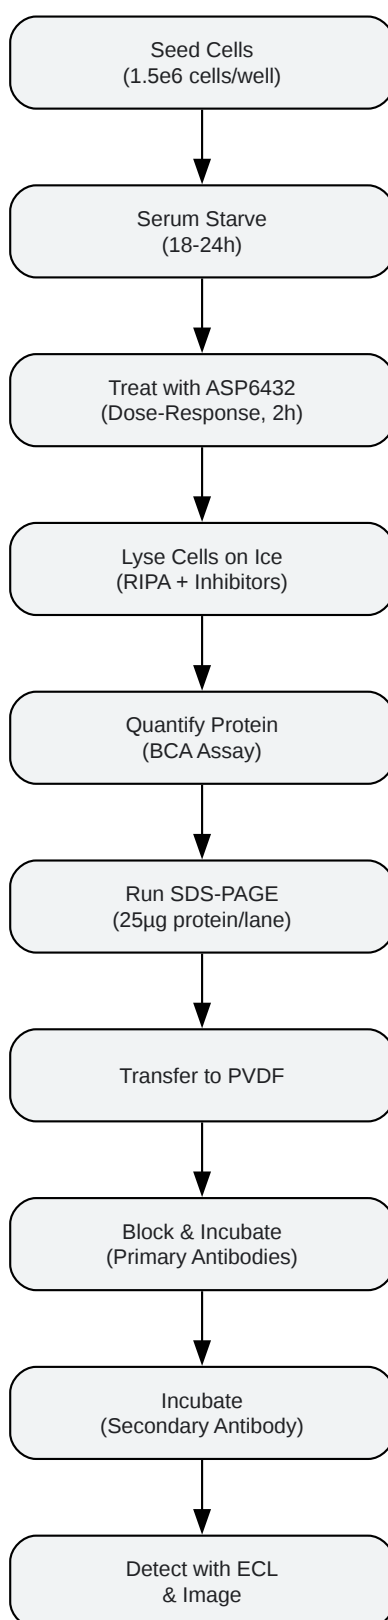 Seed Cells
(1.5e6 cells/well)
Serum Starve
(18-24h)
Treat with ASP6432
(Dose-Response, 2h)
Lyse Cells on Ice
(RIPA + Inhibitors)
Quantify Protein
(BCA Assay)
Run SDS-PAGE
(25µg protein/lane)
Transfer to PVDF
Block & Incubate
(Primary Antibodies)
Incubate
(Secondary Antibody)
Detect with ECL
& Image